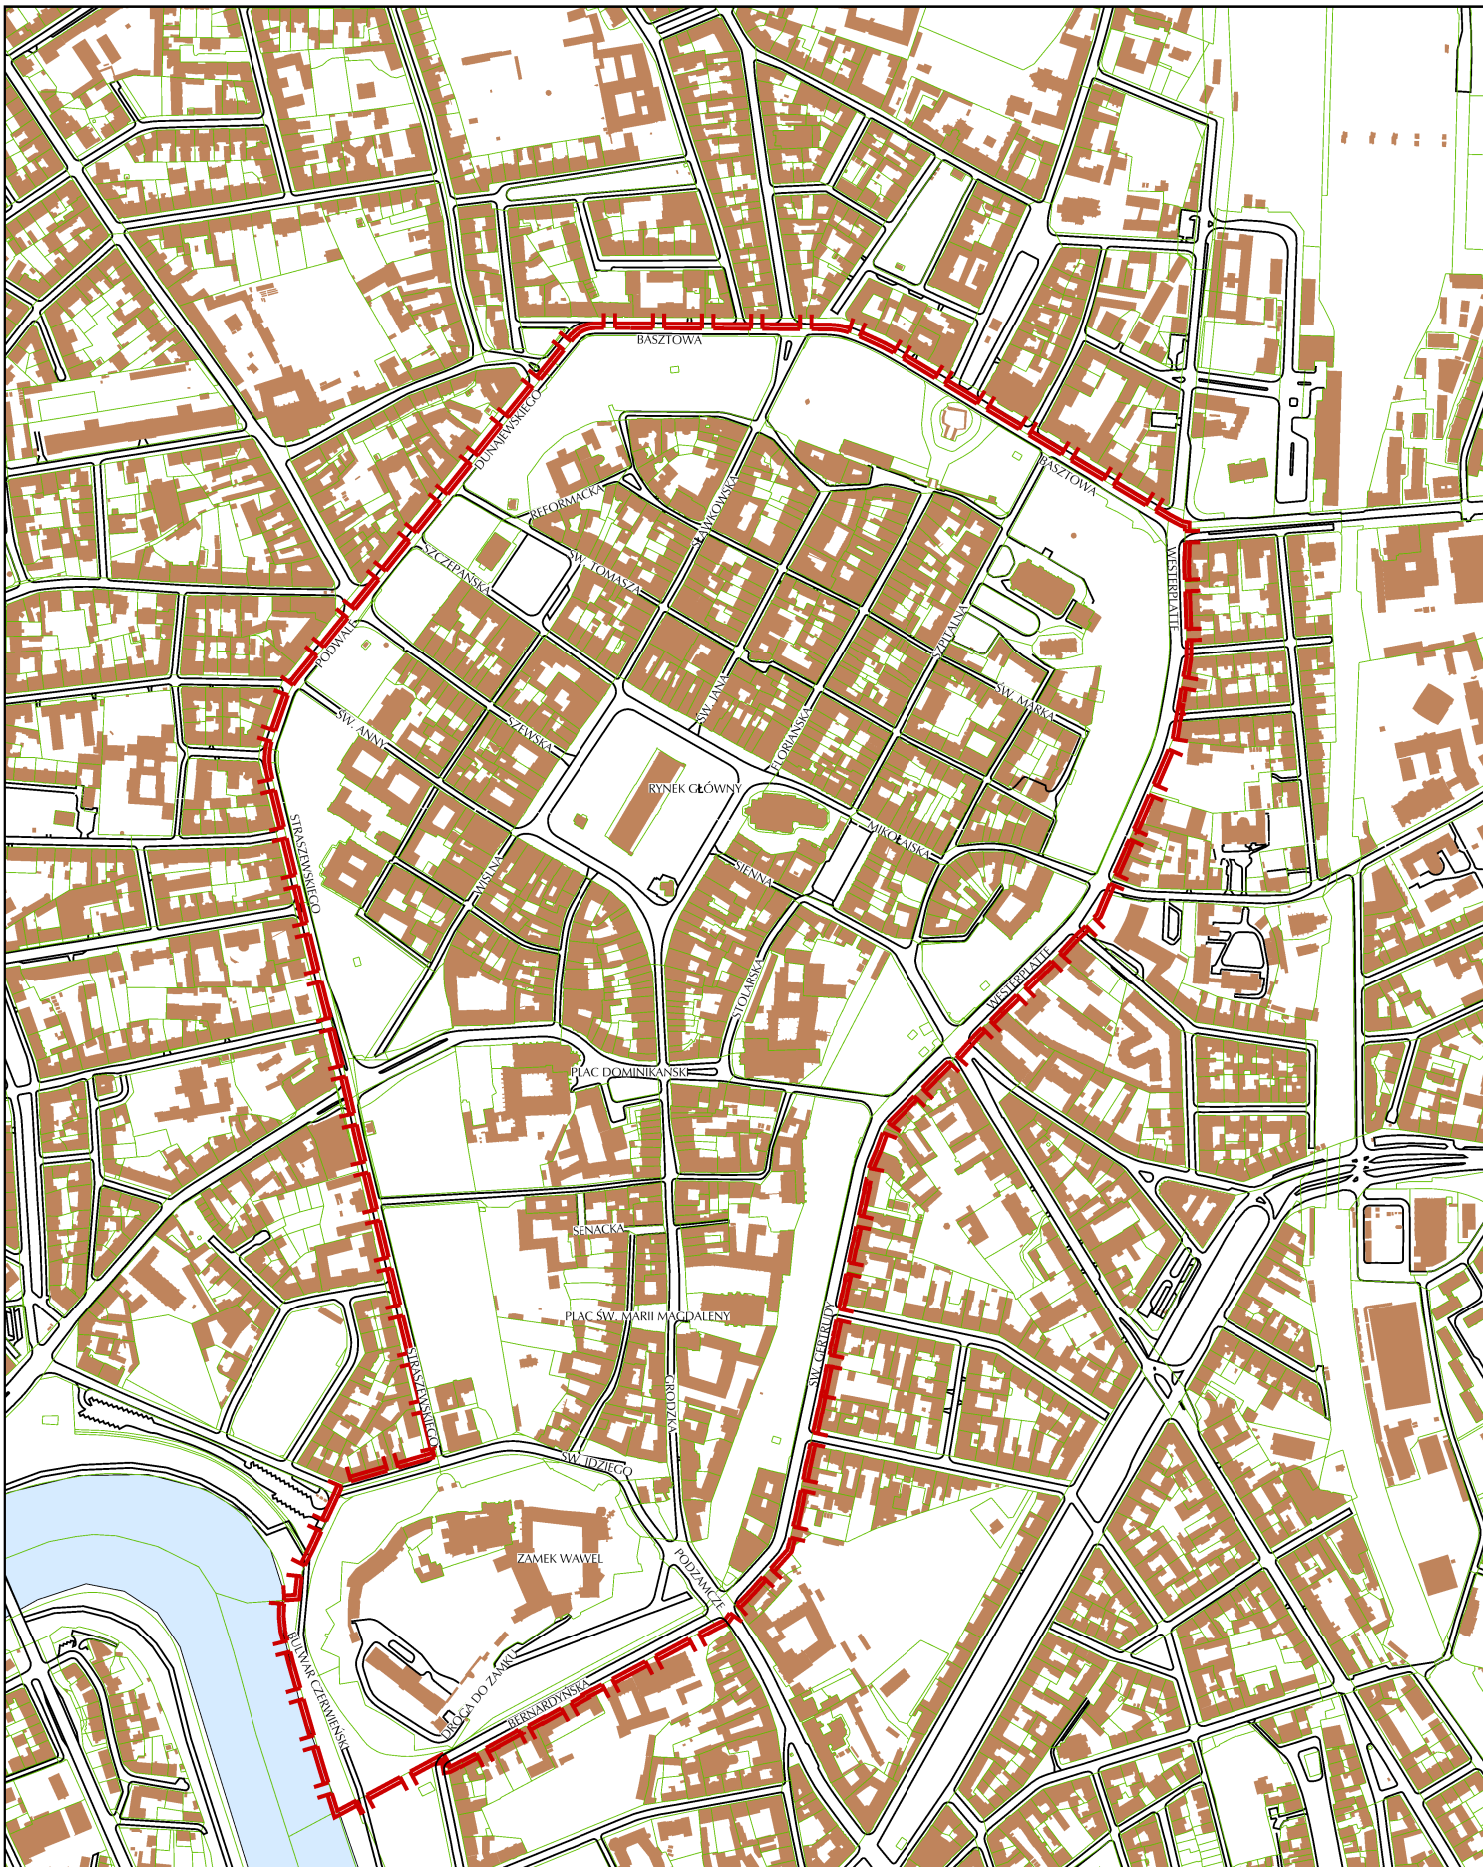 BASZTOWA
DUNAJEWSKIEGO
BASZTOWA
REFORMACKA
SŁAWKOWSKA
SZCZEPAŃSKA
ŚW. TOMASZA
WESTERPLATTE
PODWALE
SZPITALNA
ŚW. ANNY
SZEWSKA
ŚW. JANA
FLORIAŃSKA
ŚW. MARKA
RYNEK GŁÓWNY
STRASZEWSKIEGO
WIŚLNA
SIENNA
MIKOŁAJSKA
STOLARSKA
WESTERPLATTE
PLAC DOMINIKAŃSKI
SENACKA
PLAC ŚW. MARII MAGDALENY
ŚW. GERTRUDY
STRASZEWSKIEGO
GRODZKA
ŚW. IDZIEGO
ZAMEK WAWEL
PODZAMCZE
BULWAR CZERWIEŃSKI
DROGA DO ZAMKU
BERNARDYŃSKA